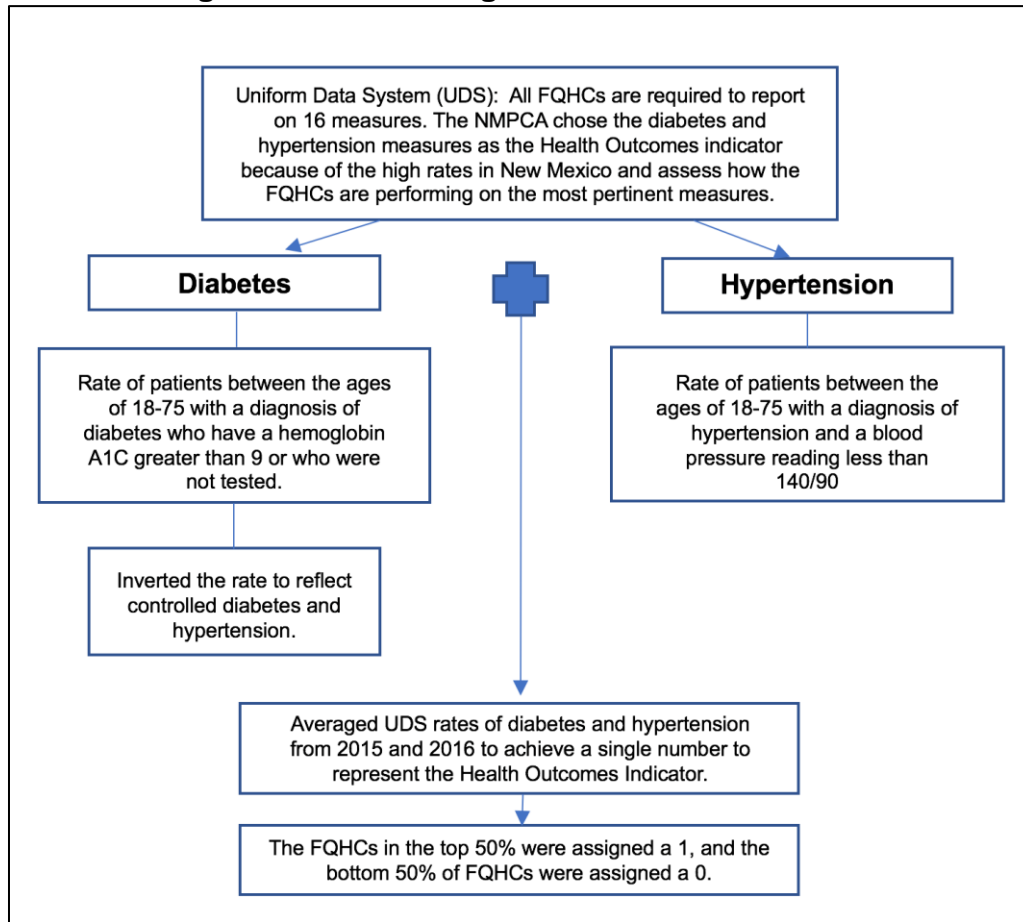 Uniform Data System (UDS): All FQHCs are required to report
on 16 measures. The NMPCA chose the diabetes and
hypertension measures as the Health Outcomes indicator
because of the high rates in New Mexico and assess how the
FQHCs are performing on the most pertinent measures.
Diabetes
Hypertension
Rate of patients between the ages
of 18-75 with a diagnosis of
diabetes who have a hemoglobin
A1C greater than 9 or who were
not tested.
Rate of patients between the
ages of 18-75 with a diagnosis of
hypertension and a blood
pressure reading less than
140/90
Inverted the rate to reflect
controlled diabetes and
hypertension.
Averaged UDS rates of diabetes and hypertension
from 2015 and 2016 to achieve a single number to
represent the Health Outcomes Indicator.
The FQHCs in the top 50% were assigned a 1, and the
bottom 50% of FQHCs were assigned a 0.